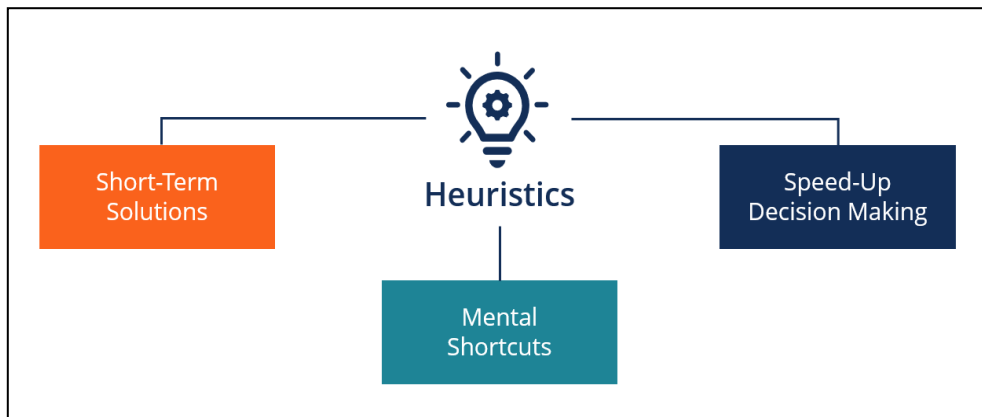 Heuristics
Short-Term
Solutions
Mental
Shortcuts
Speed-Up
Decision Making